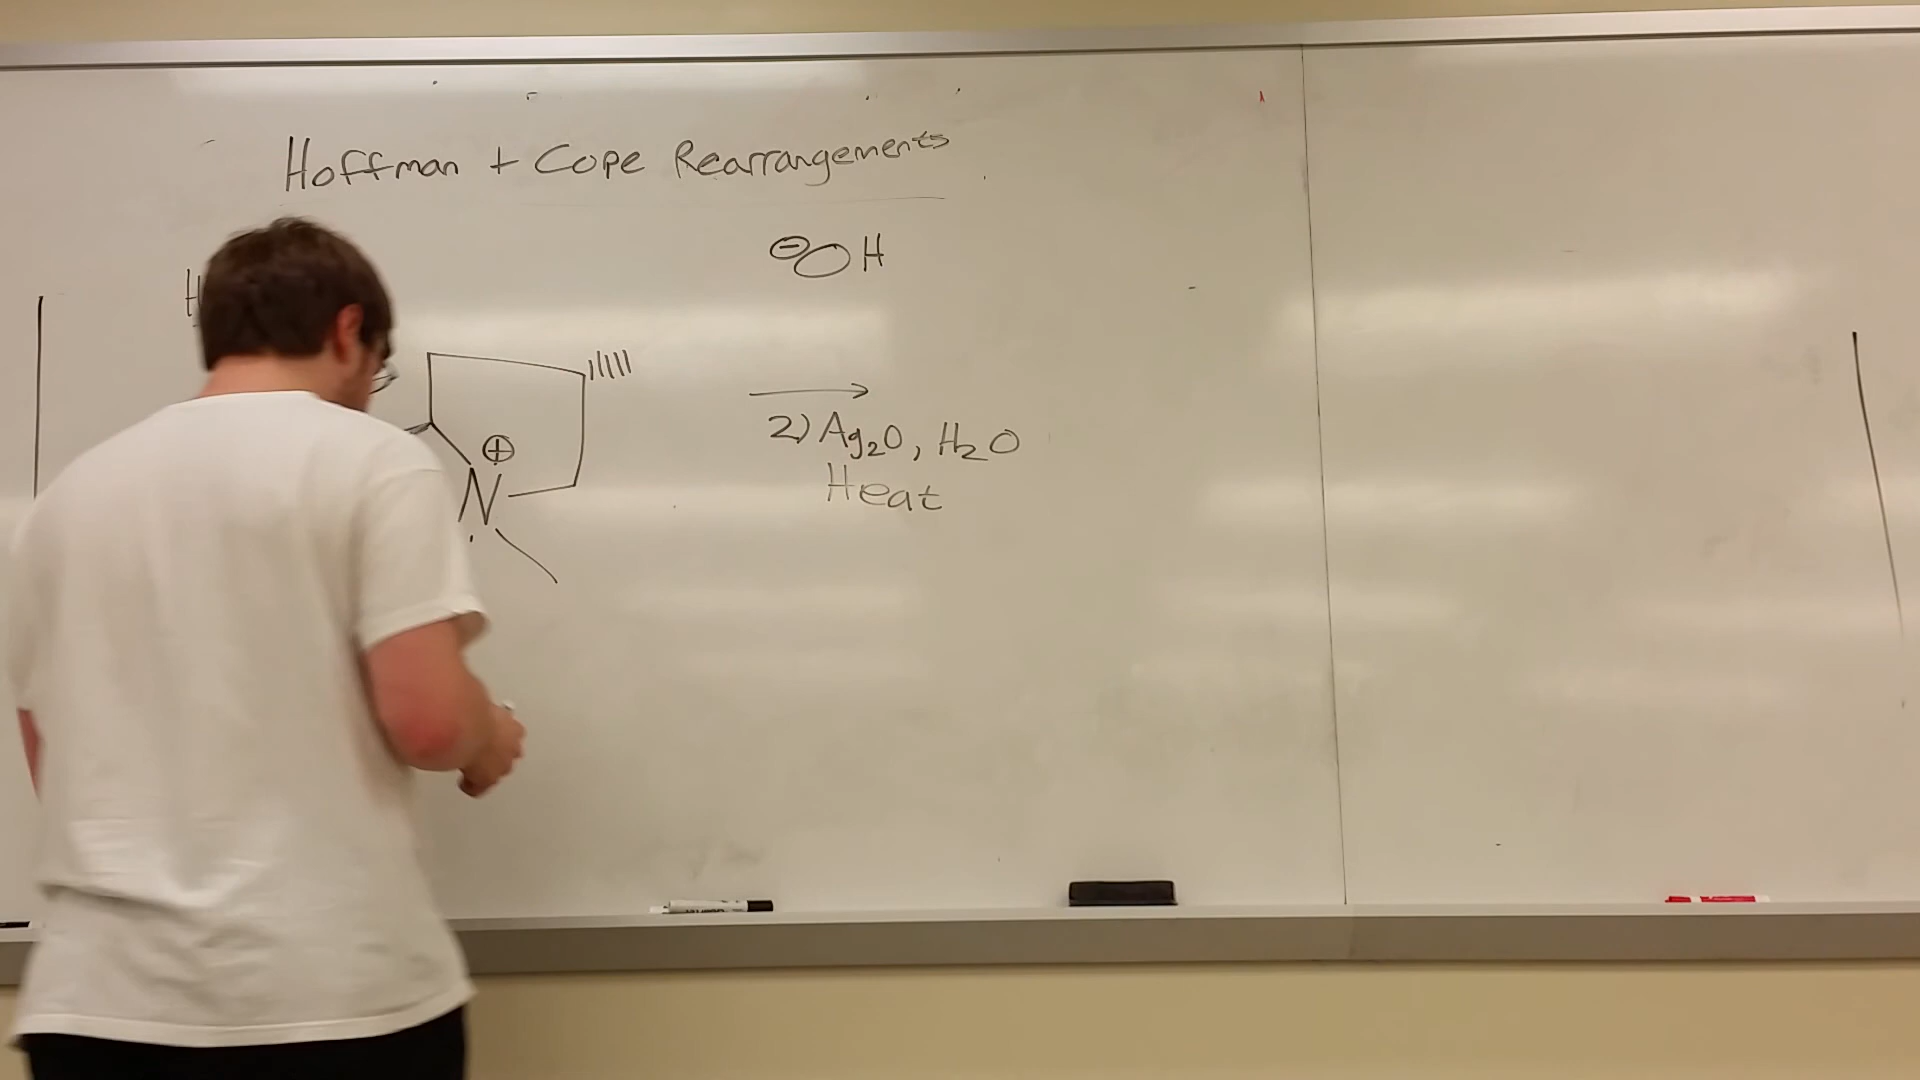 Hoffman + Cope Rearrangements
⊖OH
H
⊕
N
2) Ag2O, H2O
Heat